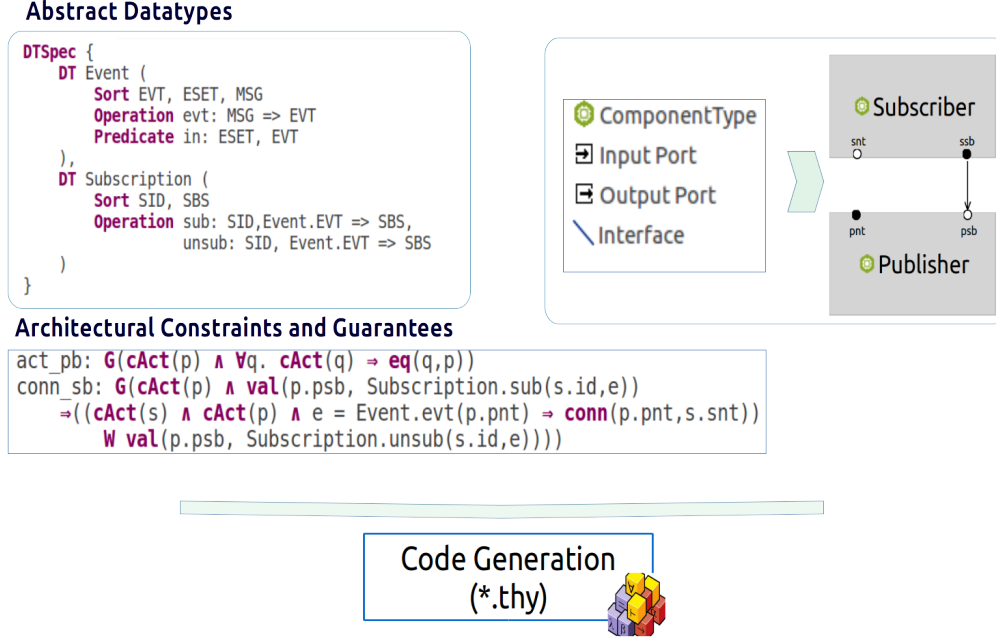 Abstract Datatypes
DTSpec {
DT Event (
Sort EVT, ESET, MSG
Operation evt: MSG => EVT
Predicate in: ESET, EVT
),
DT Subscription (
Sort SID, SBS
Operation sub: SID,Event.EVT => SBS,
unsub: SID, Event.EVT => SBS
)
}
ComponentType
Input Port
Output Port
Interface
Subscriber
snt
ssb
pnt
psb
Publisher
Architectural Constraints and Guarantees
act_pb: G(cAct(p) ∧ ∀q. cAct(q) ⇒ eq(q,p))
conn_sb: G(cAct(p) ∧ val(p.psb, Subscription.sub(s.id,e))
⇒((cAct(s) ∧ cAct(p) ∧ e = Event.evt(p.pnt) ⇒ conn(p.pnt,s.snt))
W val(p.psb, Subscription.unsub(s.id,e))))
Code Generation
(*.thy)